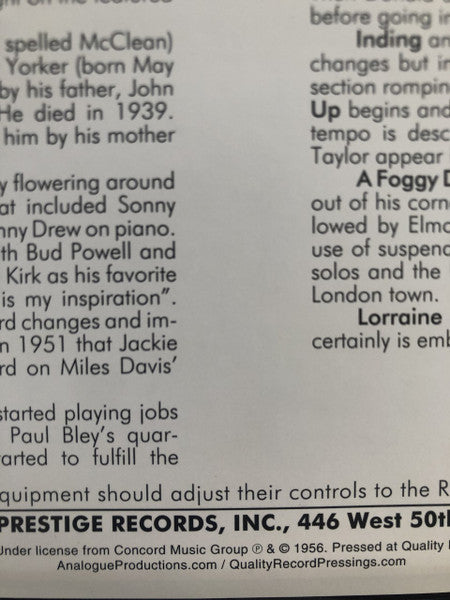 spelled McClean)
Yorker (born May
by his father, John
He died in 1939.
him by his mother
y flowering around
at included Sonny
nny Drew on piano.
th Bud Powell and
Kirk as his favorite
is my inspiration".
rd changes and im-
n 1951 that Jackie
rd on Miles Davis'
started playing jobs
Paul Bley's quar-
arted to fulfill the
before going in
Inding an
changes but in
section rompin
Up begins and
tempo is desc
Taylor appear
A Foggy D
out of his corn
lowed by Elmo
use of suspenc
solos and the
London town.
Lorraine
certainly is emb
quipment should adjust their controls to the R
PRESTIGE RECORDS, INC., 446 West 50th
Under license from Concord Music Group ℗ & © 1956. Pressed at Quality
AnalogueProductions.com / QualityRecordPressings.com